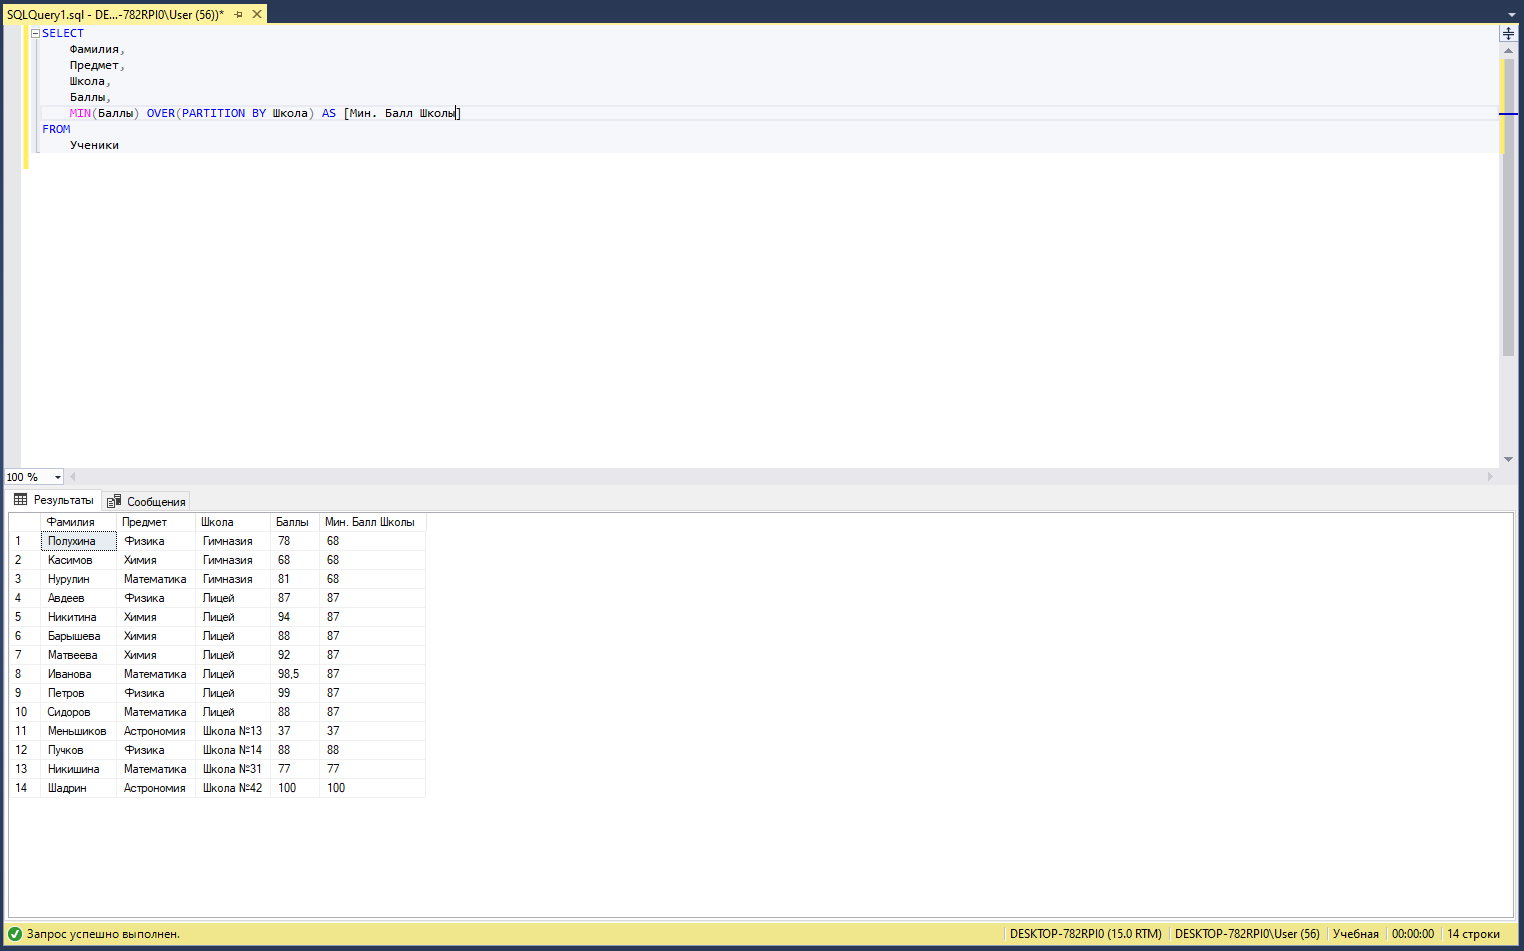 SQLQuery1.sql - DE...-782RPI0\User (56))*
SELECT
Фамилия,
Предмет,
Школа,
Баллы,
MIN(Баллы) OVER(PARTITION BY Школа) AS [Мин. Балл Школы]
FROM
Ученики
100 %
Результаты Сообщения
Фамилия Предмет Школа Баллы Мин. Балл Школы
1 Полухина Физика Гимназия 78 68
2 Касимов Химия Гимназия 68 68
3 Нурулин Математика Гимназия 81 68
4 Авдеев Физика Лицей 87 87
5 Никитина Химия Лицей 94 87
6 Барышева Химия Лицей 88 87
7 Матвеева Химия Лицей 92 87
8 Иванова Математика Лицей 98,5 87
9 Петров Физика Лицей 99 87
10 Сидоров Математика Лицей 88 87
11 Меньшиков Астрономия Школа №13 37 37
12 Пучков Физика Школа №14 88 88
13 Никишина Математика Школа №31 77 77
14 Шадрин Астрономия Школа №42 100 100
Запрос успешно выполнен. DESKTOP-782RPI0 (15.0 RTM) DESKTOP-782RPI0\User (56) Учебная 00:00:00 14 строки